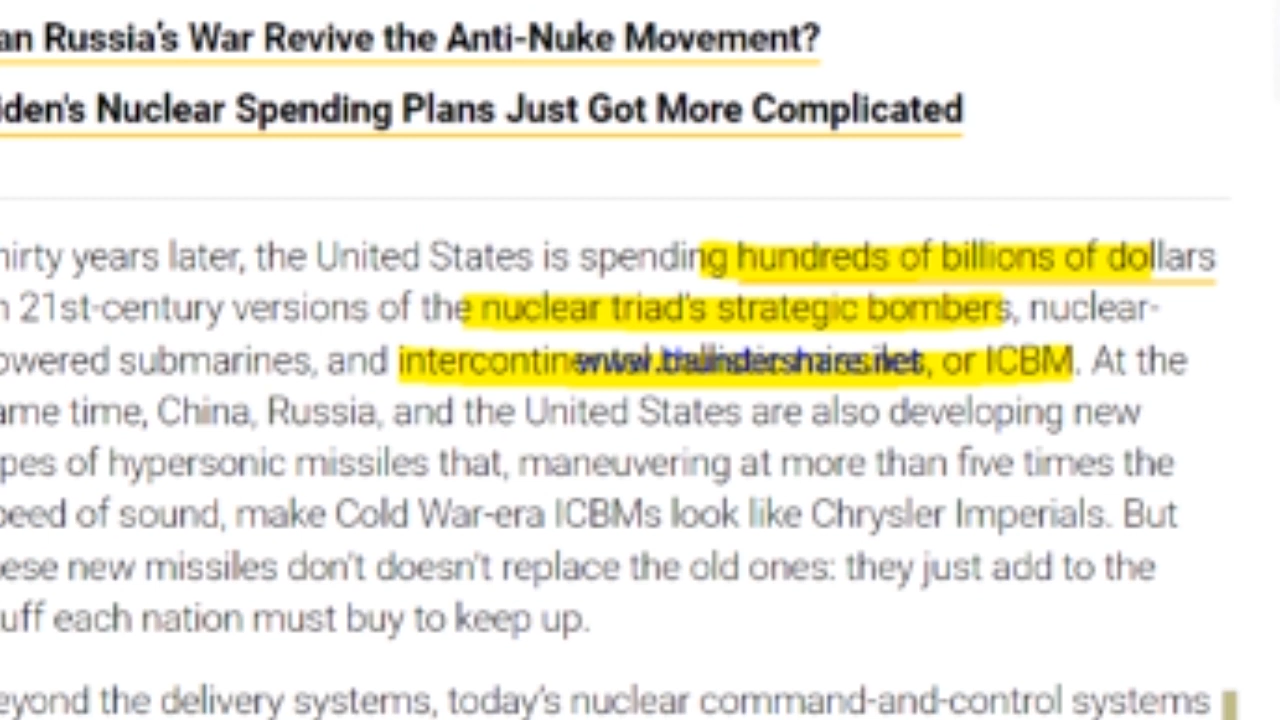 an Russia's War Revive the Anti-Nuke Movement?
iden's Nuclear Spending Plans Just Got More Complicated
hirty years later, the United States is spending hundreds of billions of dollars
n 21st-century versions of the nuclear triad's strategic bombers, nuclear-
owered submarines, and , or ICBM. At the
ame time, China, Russia, and the United States are also developing new
pes of hypersonic missiles that, maneuvering at more than five times the
peed of sound, make Cold War-era ICBMs look like Chrysler Imperials. But
ese new missiles don't doesn't replace the old ones: they just add to the
uff each nation must buy to keep up.
eyond the delivery systems, today's nuclear command-and-control systems